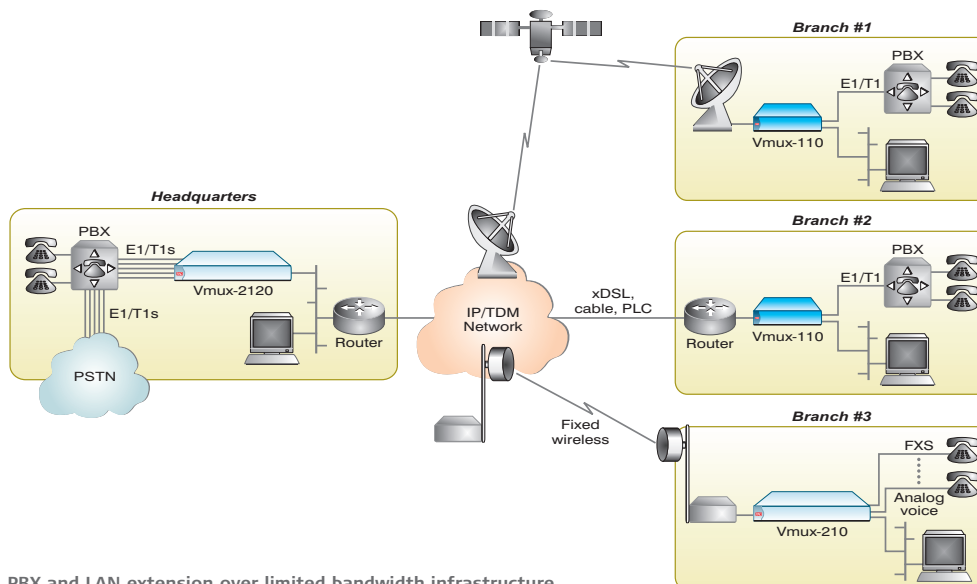 Branch #1
PBX
E1/T1
Vmux-110
Headquarters
PBX
E1/T1s
Vmux-2120
E1/T1s
Router
PSTN
IP/TDM
Network
xDSL,
cable, PLC
Branch #2
PBX
E1/T1
Router
Vmux-110
Fixed
wireless
Branch #3
FXS
Analog
voice
Vmux-210
PBX and LAN extension over limited bandwidth infrastructure